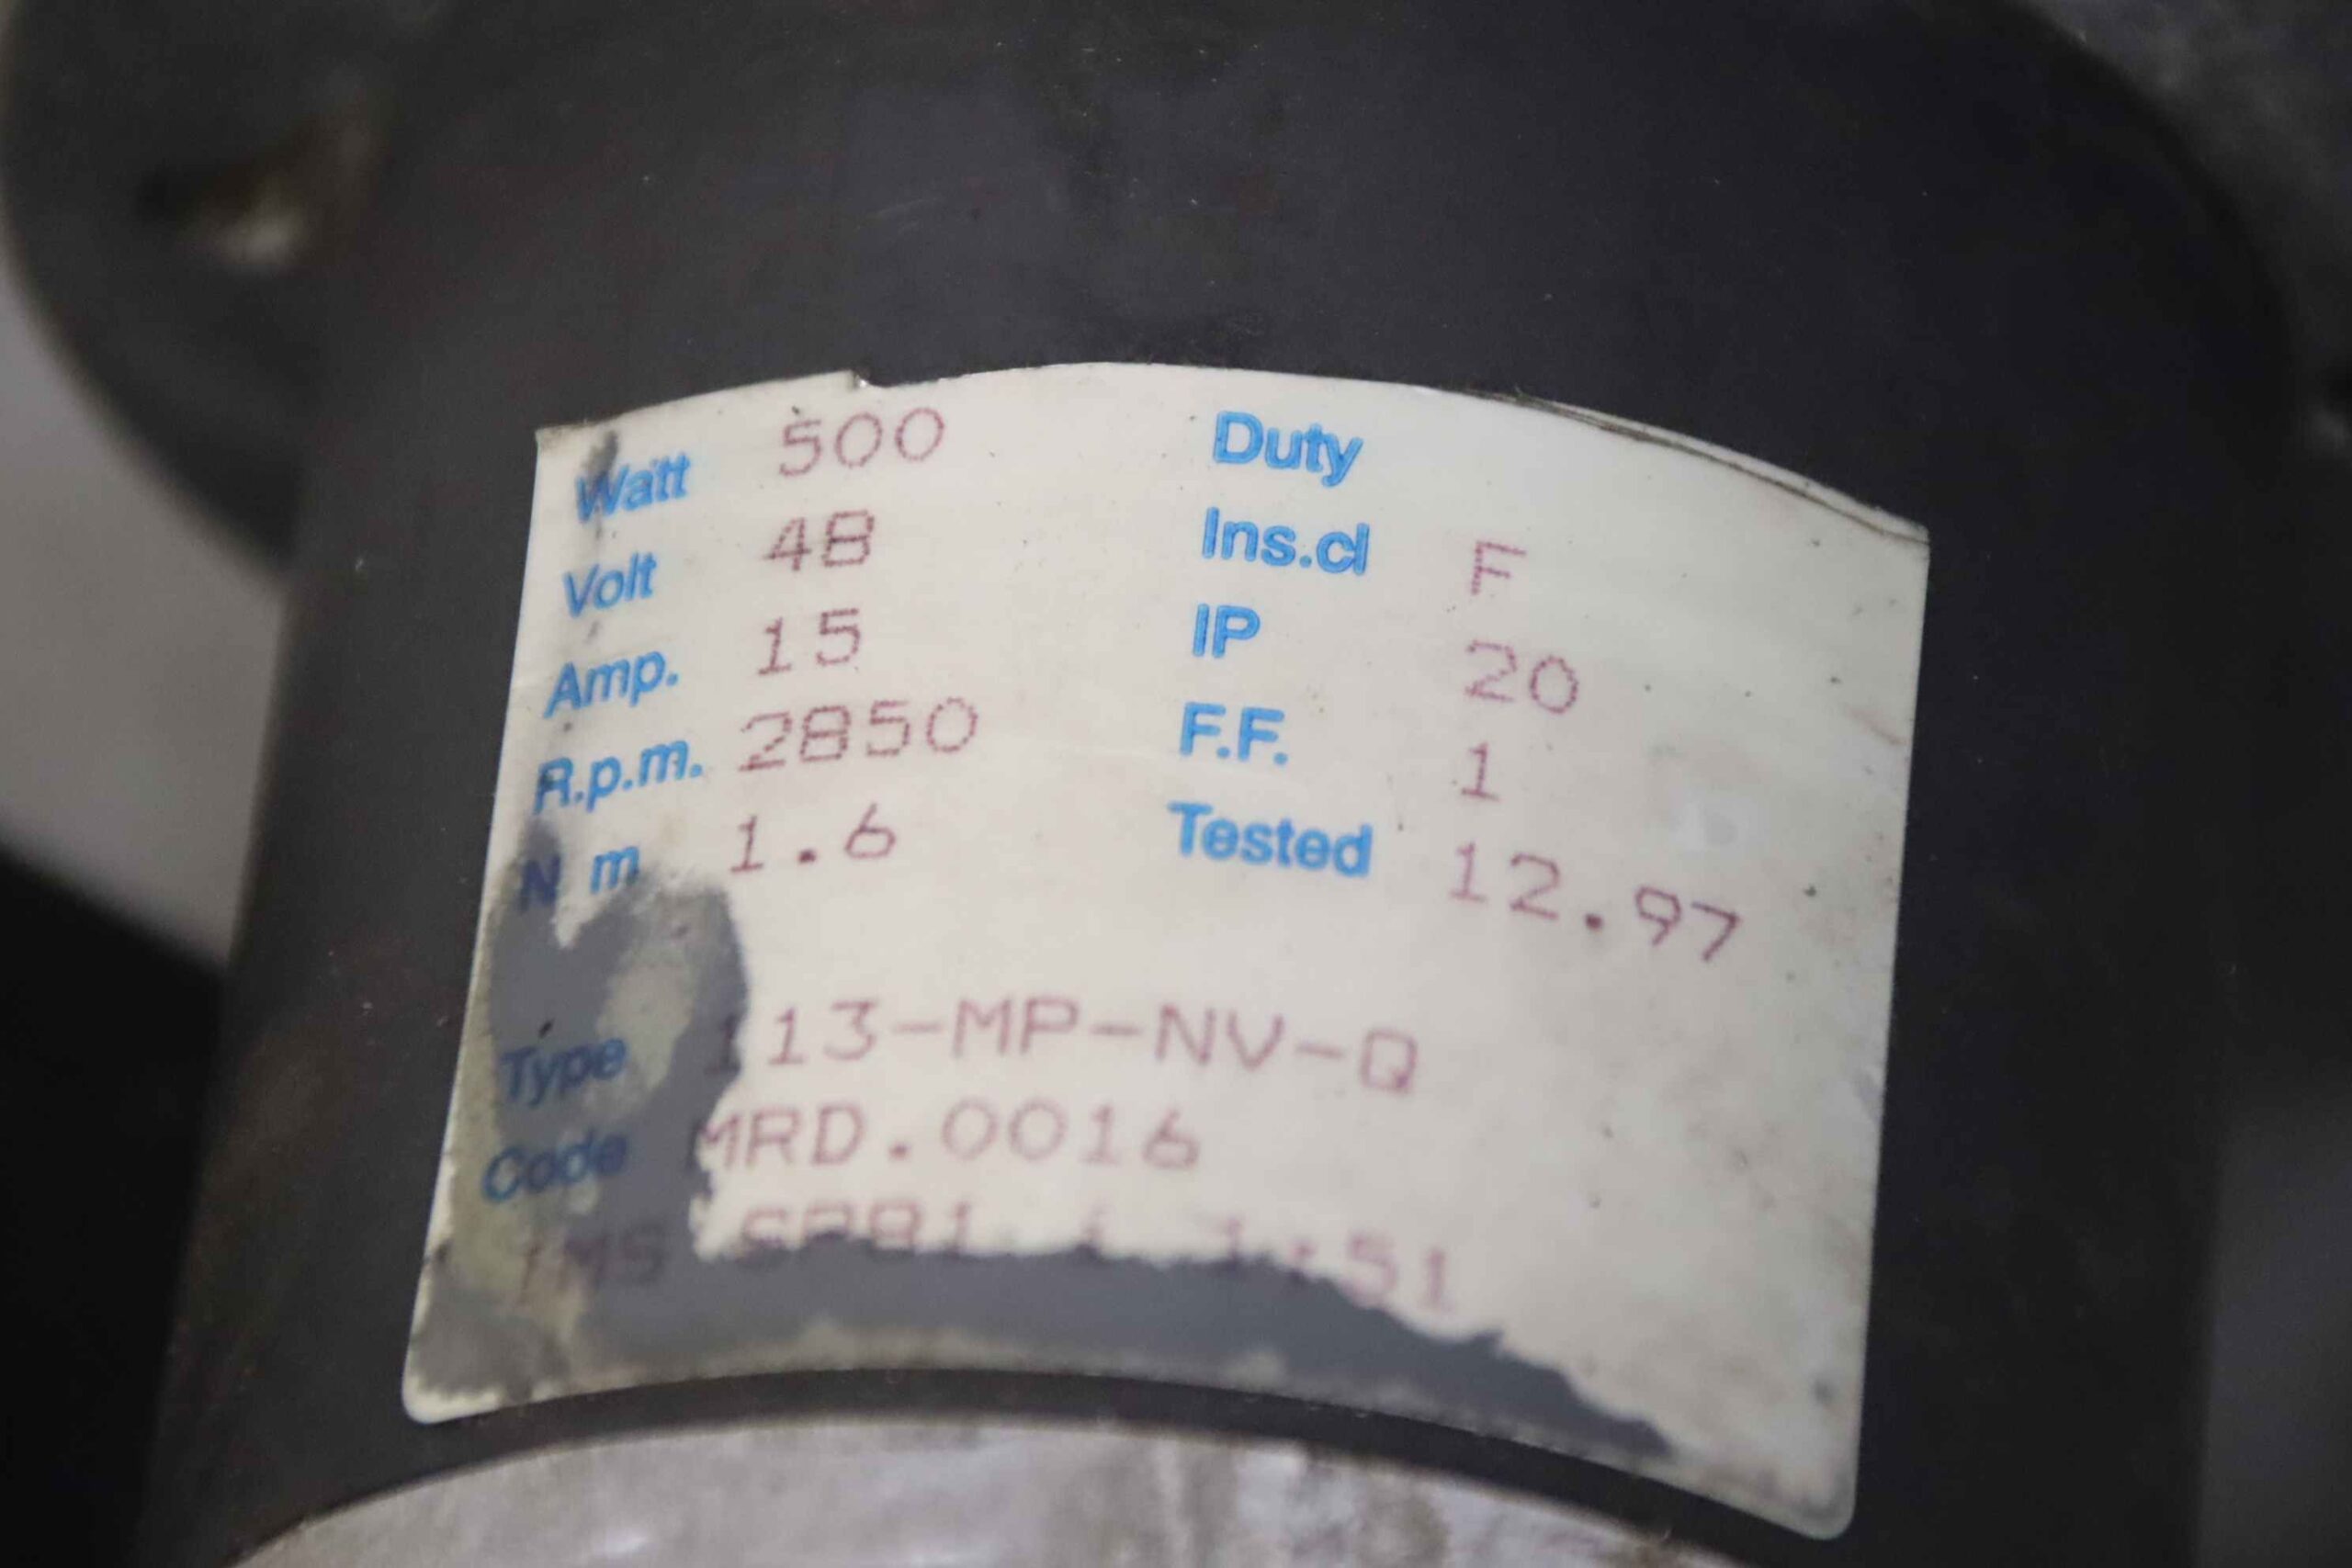 Watt 500 Duty
Volt 48 Ins.cl F
Amp. 15 IP 20
R.p.m. 2850 F.F. 1
N m 1.6 Tested 12.97
Type 113-MP-NV-Q
Code MRD.0016